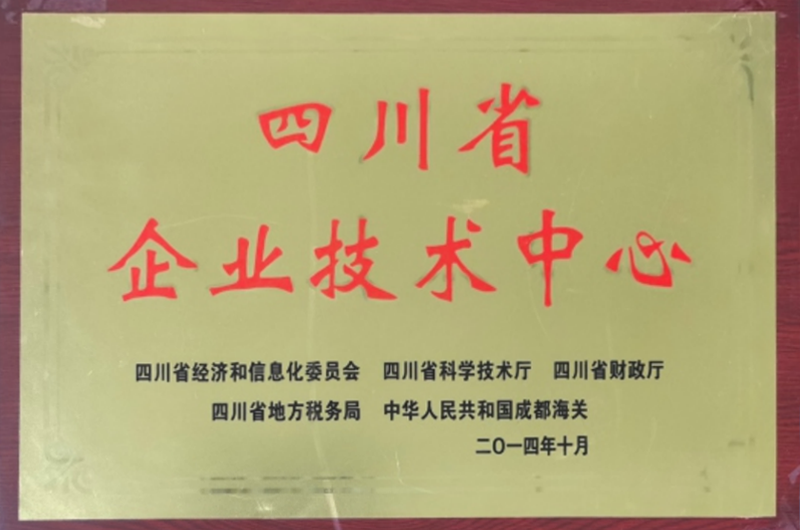 四川省
企业技术中心
四川省经济和信息化委员会 四川省科学技术厅 四川省财政厅
四川省地方税务局 中华人民共和国成都海关
二〇一四年十月